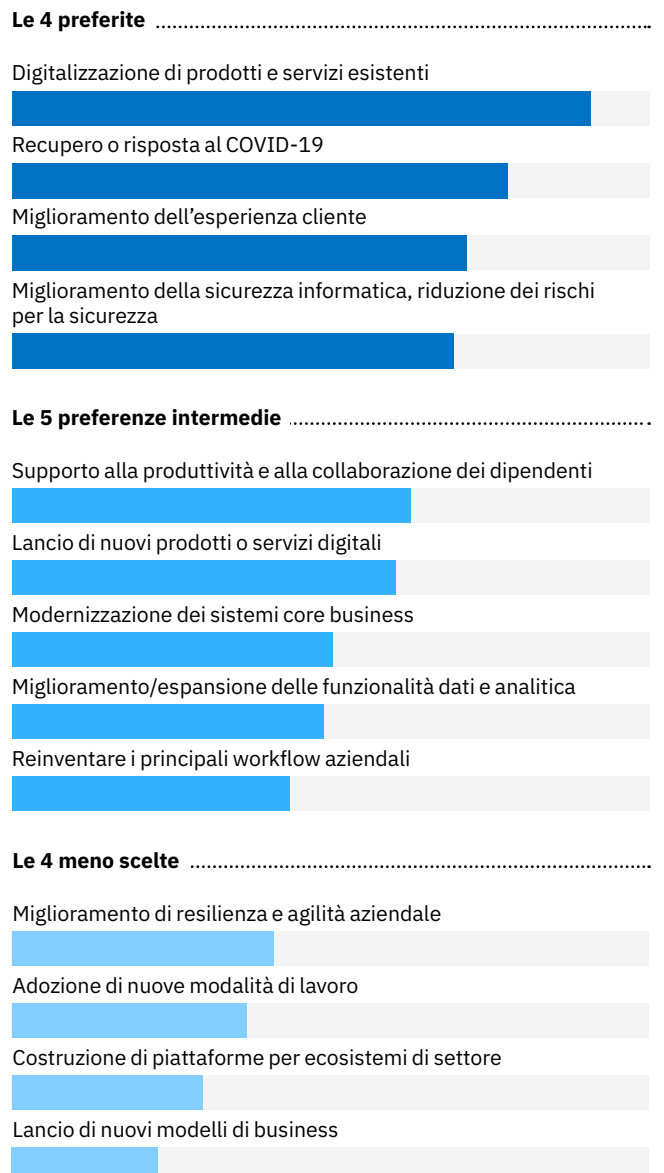 Le 4 preferite
Digitalizzazione di prodotti e servizi esistenti
Recupero o risposta al COVID-19
Miglioramento dell’esperienza cliente
Miglioramento della sicurezza informatica, riduzione dei rischi
per la sicurezza
Le 5 preferenze intermedie
Supporto alla produttività e alla collaborazione dei dipendenti
Lancio di nuovi prodotti o servizi digitali
Modernizzazione dei sistemi core business
Miglioramento/espansione delle funzionalità dati e analitica
Reinventare i principali workflow aziendali
Le 4 meno scelte
Miglioramento di resilienza e agilità aziendale
Adozione di nuove modalità di lavoro
Costruzione di piattaforme per ecosistemi di settore
Lancio di nuovi modelli di business